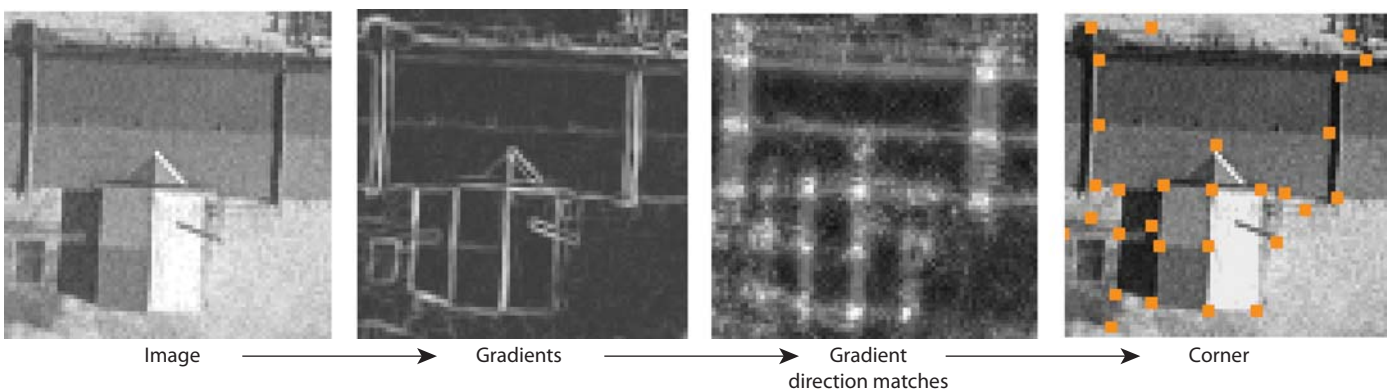 Image
Gradients
Gradient
direction matches
Corner